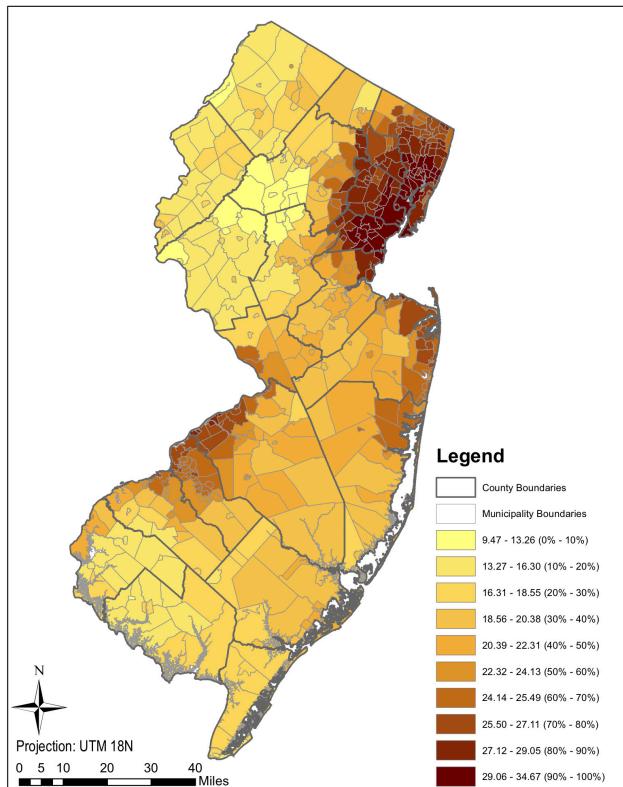 Legend
County Boundaries
Municipality Boundaries
9.47 - 13.26 (0% - 10%)
13.27 - 16.30 (10% - 20%)
16.31 - 18.55 (20% - 30%)
18.56 - 20.38 (30% - 40%)
20.39 - 22.31 (40% - 50%)
22.32 - 24.13 (50% - 60%)
24.14 - 25.49 (60% - 70%)
25.50 - 27.11 (70% - 80%)
27.12 - 29.05 (80% - 90%)
29.06 - 34.67 (90% - 100%)
N
Projection: UTM 18N
0 5 10 20 30 40
Miles